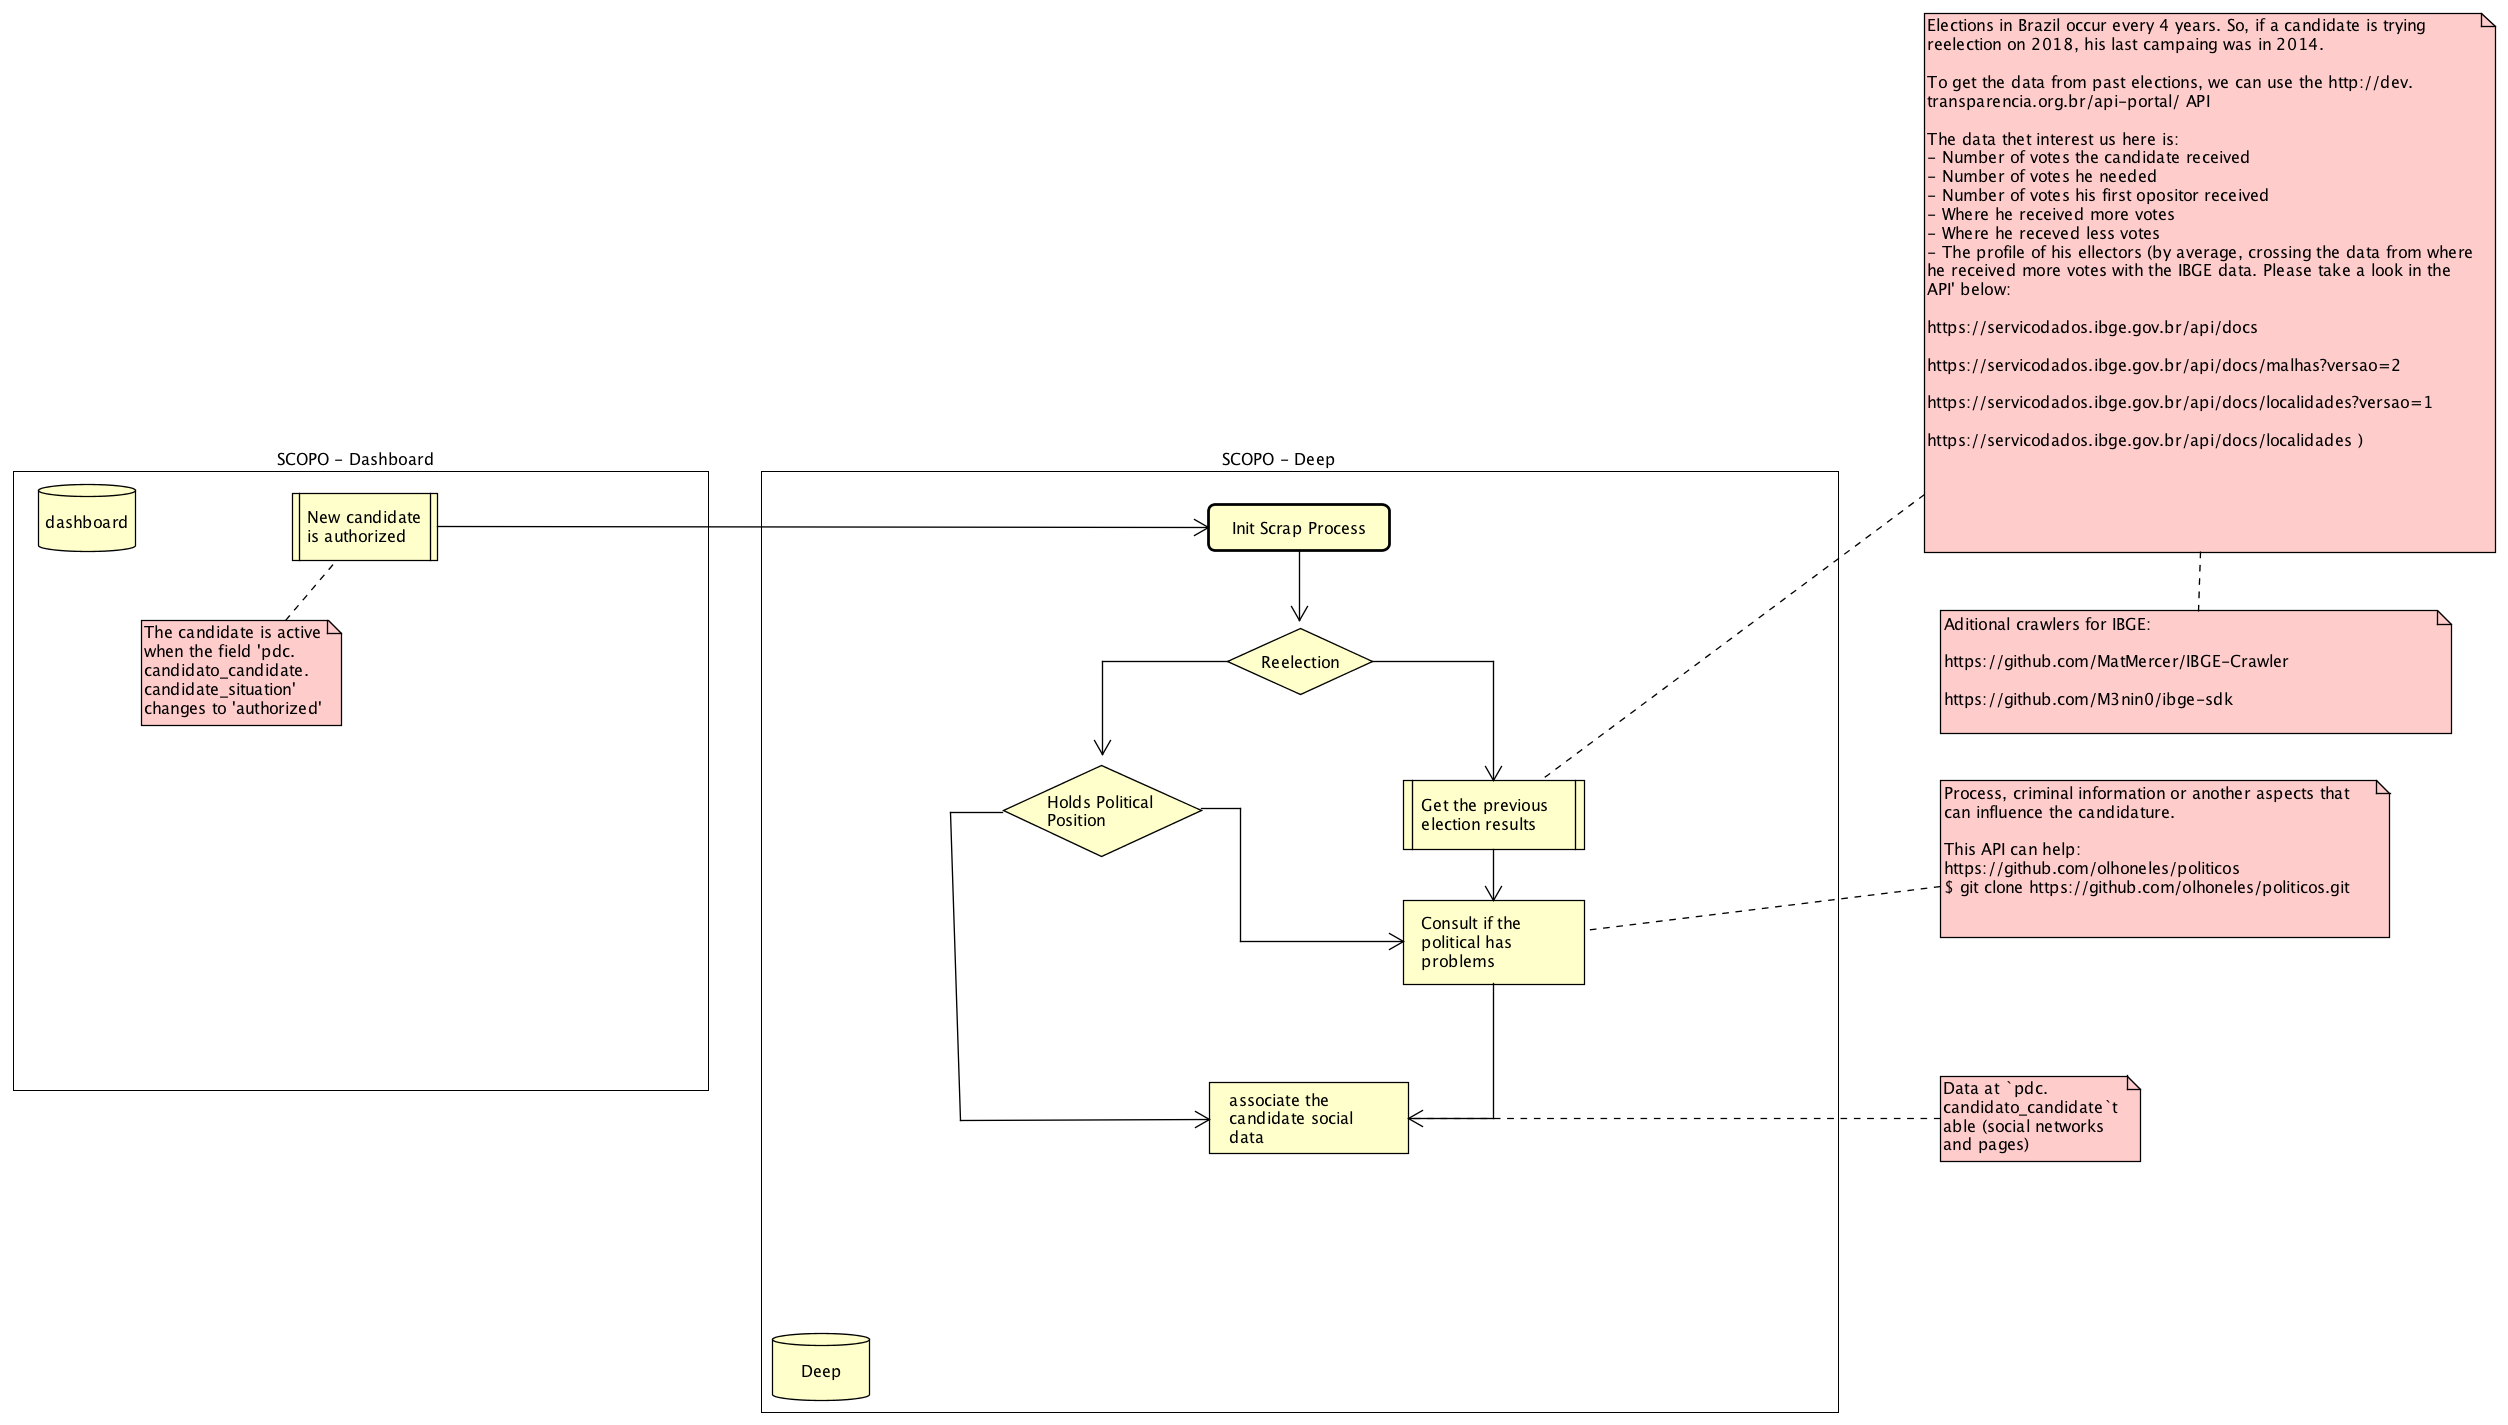 Elections in Brazil occur every 4 years. So, if a candidate is trying
reelection on 2018, his last campaing was in 2014.
To get the data from past elections, we can use the http://dev.
transparencia.org.br/api-portal/ API
The data thet interest us here is:
- Number of votes the candidate received
- Number of votes he needed
- Number of votes his first opositor received
- Where he received more votes
- Where he receved less votes
- The profile of his ellectors (by average, crossing the data from where
he received more votes with the IBGE data. Please take a look in the
API' below:
https://servicodados.ibge.gov.br/api/docs
https://servicodados.ibge.gov.br/api/docs/malhas?versao=2
https://servicodados.ibge.gov.br/api/docs/localidades?versao=1
https://servicodados.ibge.gov.br/api/docs/localidades )
SCOPO - Dashboard
dashboard
New candidate
is authorized
The candidate is active
when the field 'pdc.
candidato_candidate.
candidate_situation'
changes to 'authorized'
SCOPO - Deep
Init Scrap Process
Reelection
Holds Political
Position
Get the previous
election results
Consult if the
political has
problems
associate the
candidate social
data
Deep
Aditional crawlers for IBGE:
https://github.com/MatMercer/IBGE-Crawler
https://github.com/M3nin0/ibge-sdk
Process, criminal information or another aspects that
can influence the candidature.
This API can help:
https://github.com/olhoneles/politicos
$ git clone https://github.com/olhoneles/politicos.git
Data at `pdc.
candidato_candidate`t
able (social networks
and pages)